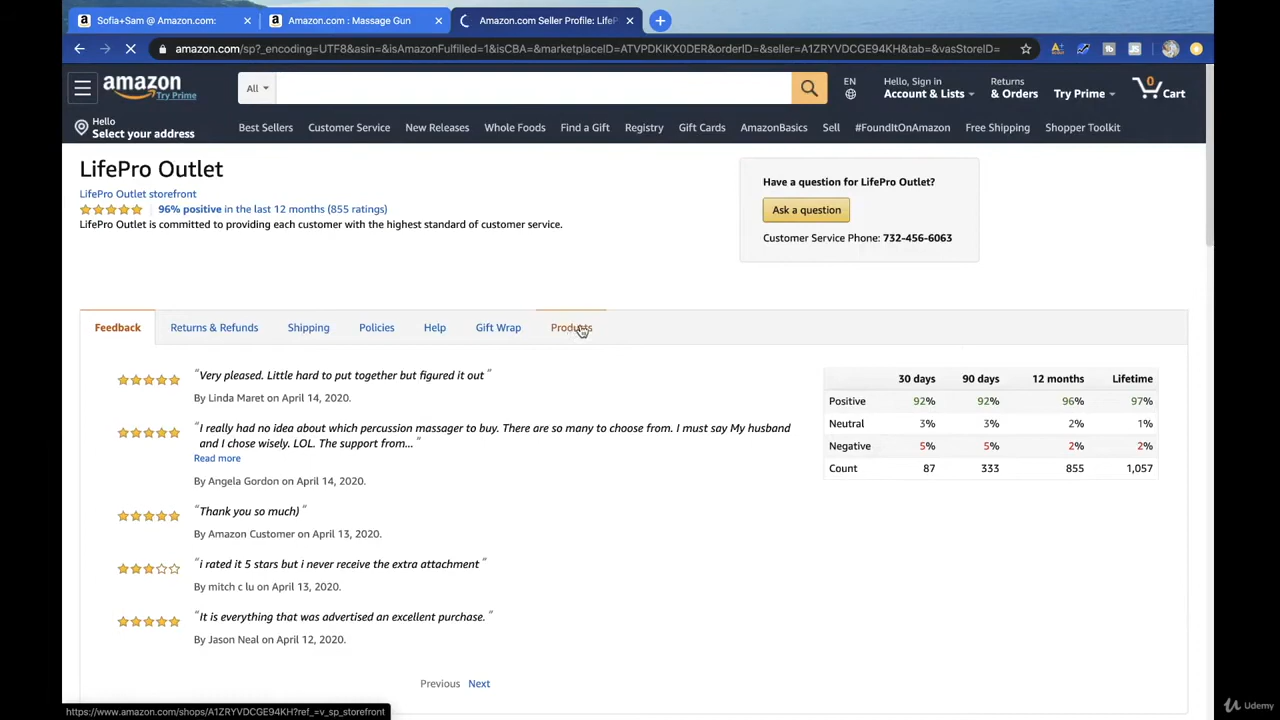 Sofia+Sam @ Amazon.com:
Amazon.com : Massage Gun
Amazon.com Seller Profile: LifeP
amazon.com/sp?_encoding=UTF8&asin=&isAmazonFulfilled=1&isCBA=&marketplaceID=ATVPDKIKX0DER&orderID=&seller=A1ZRYVDCGE94KH&tab=&vasStoreID=
amazon
Try Prime
All
EN
Hello, Sign in
Account & Lists
Returns
& Orders
Try Prime
0
Cart
Hello
Select your address
Best Sellers
Customer Service
New Releases
Whole Foods
Find a Gift
Registry
Gift Cards
AmazonBasics
Sell
#FoundItOnAmazon
Free Shipping
Shopper Toolkit
LifePro Outlet
LifePro Outlet storefront
96% positive in the last 12 months (855 ratings)
LifePro Outlet is committed to providing each customer with the highest standard of customer service.
Have a question for LifePro Outlet?
Ask a question
Customer Service Phone: 732-456-6063
Feedback
Returns & Refunds
Shipping
Policies
Help
Gift Wrap
Products
"Very pleased. Little hard to put together but figured it out"
By Linda Maret on April 14, 2020.
"I really had no idea about which percussion massager to buy. There are so many to choose from. I must say My husband
and I chose wisely. LOL. The support from..."
Read more
By Angela Gordon on April 14, 2020.
"Thank you so much)"
By Amazon Customer on April 13, 2020.
"i rated it 5 stars but i never receive the extra attachment"
By mitch c lu on April 13, 2020.
"It is everything that was advertised an excellent purchase."
By Jason Neal on April 12, 2020.
Previous Next
30 days 90 days 12 months Lifetime
Positive 92% 92% 96% 97%
Neutral 3% 3% 2% 1%
Negative 5% 5% 2% 2%
Count 87 333 855 1,057
https://www.amazon.com/shops/A1ZRYVDCGE94KH?ref_=v_sp_storefront
Udemy